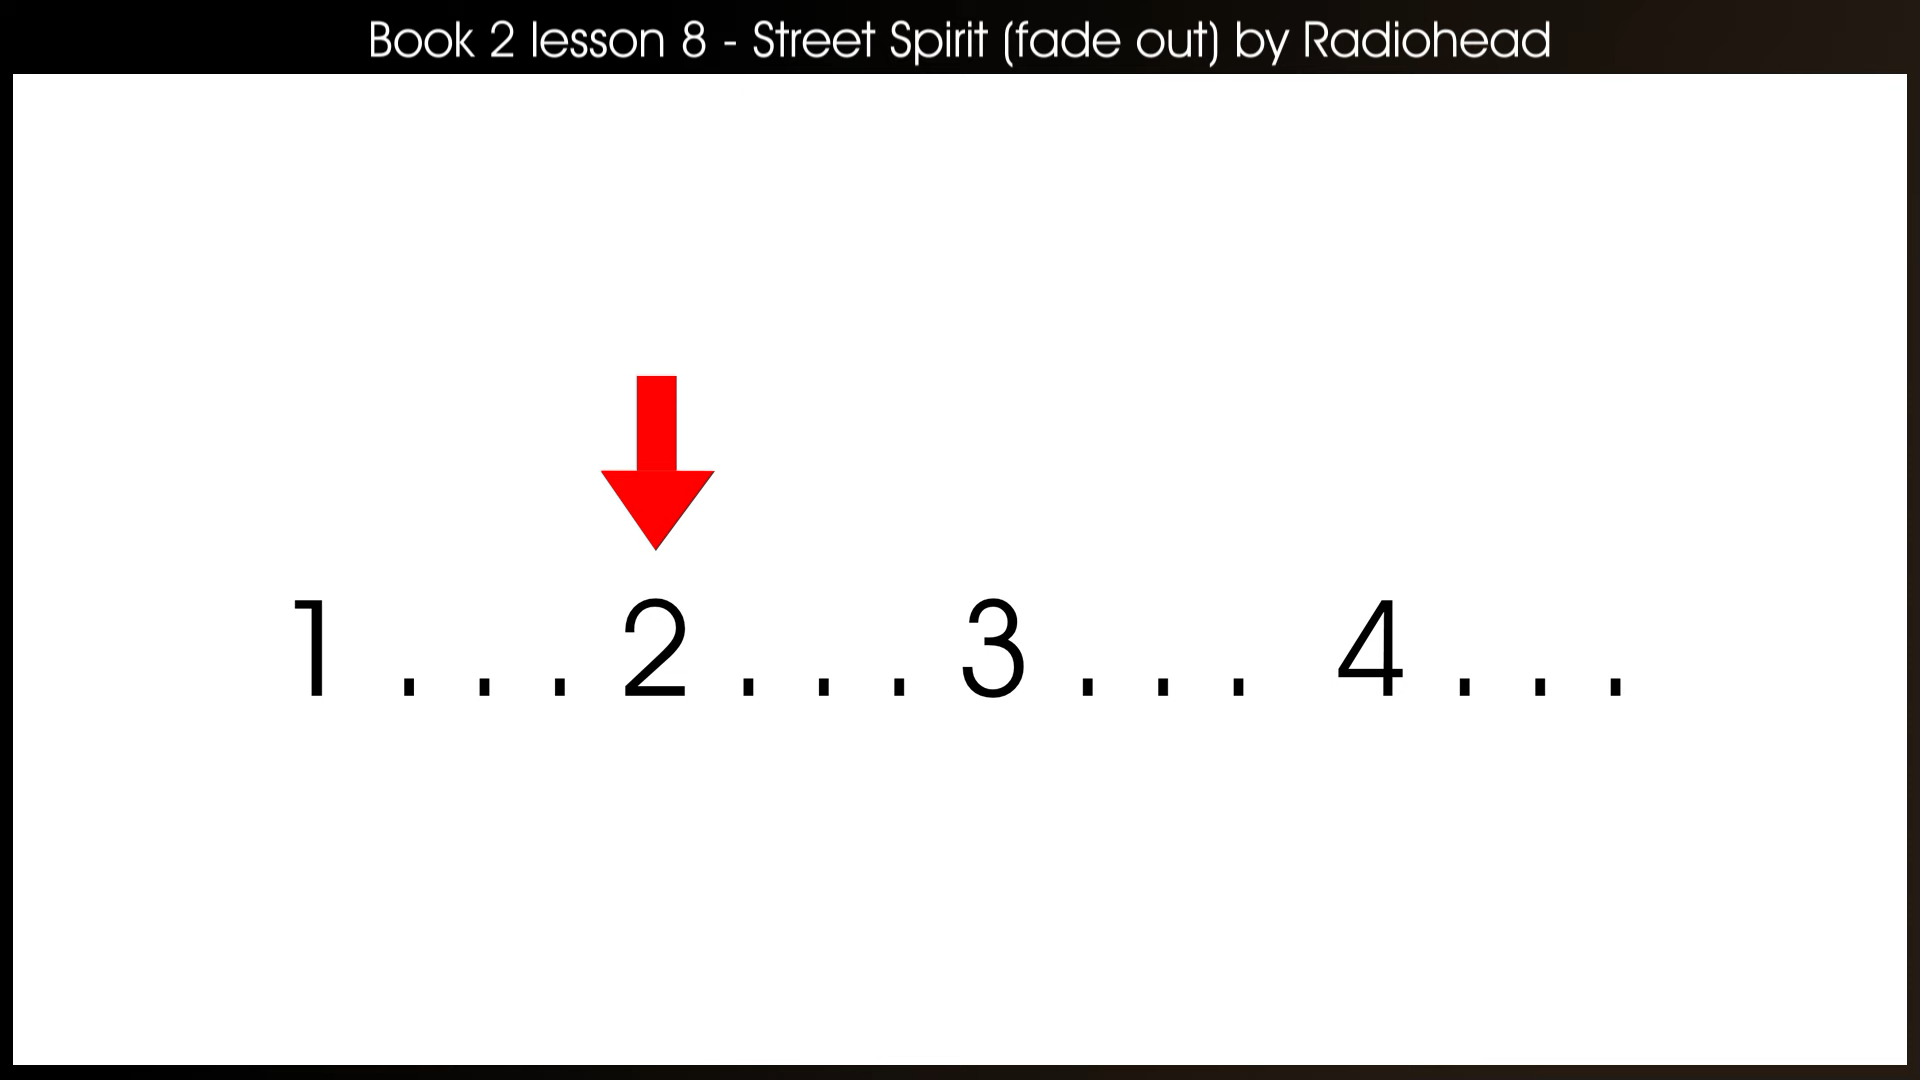 Book 2 lesson 8 - Street Spirit (fade out) by Radiohead
1 . . . 2 . . . 3 . . . 4 . . .